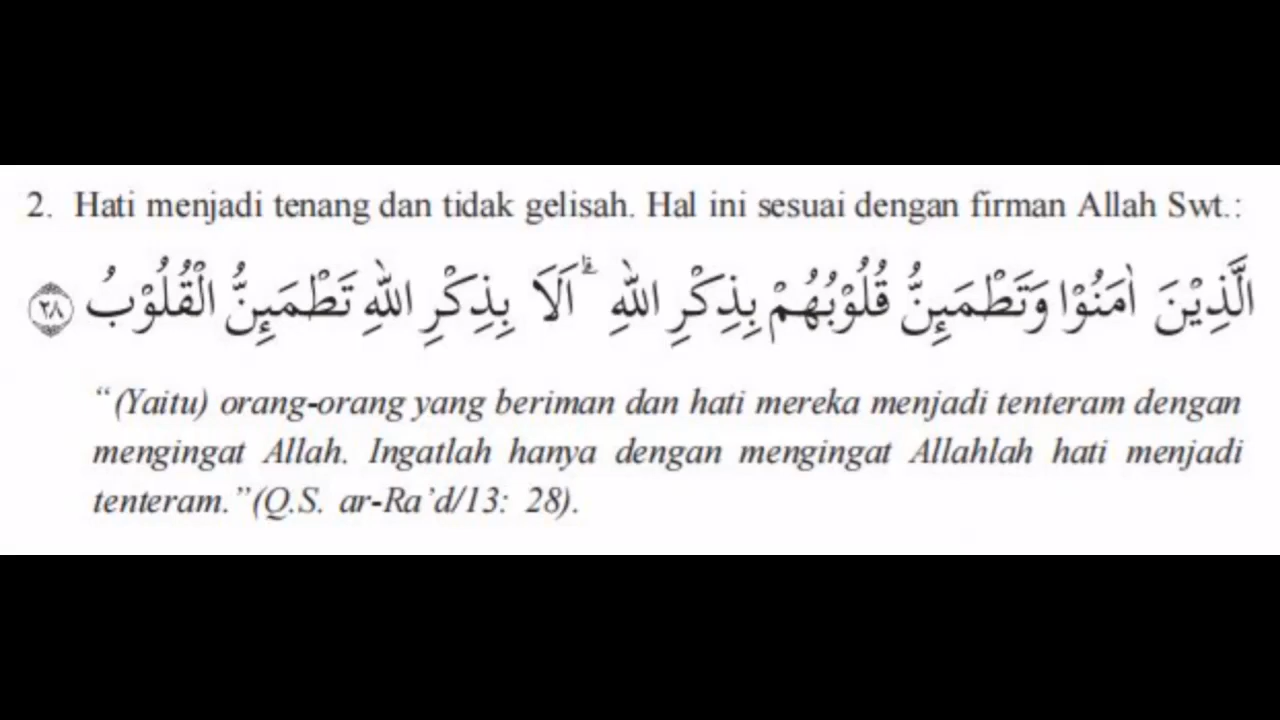 2. Hati menjadi tenang dan tidak gelisah. Hal ini sesuai dengan firman Allah Swt.:
الَّذِيْنَ اٰمَنُوْا وَتَطْمَىِٕنُّ قُلُوْبُهُمْ بِذِكْرِ اللّٰهِ ۗ اَلَا بِذِكْرِ اللّٰهِ تَطْمَىِٕنُّ الْقُلُوْبُ ۝٢٨
“(Yaitu) orang-orang yang beriman dan hati mereka menjadi tenteram dengan
mengingat Allah. Ingatlah hanya dengan mengingat Allahlah hati menjadi
tenteram.”(Q.S. ar-Ra’d/13: 28).